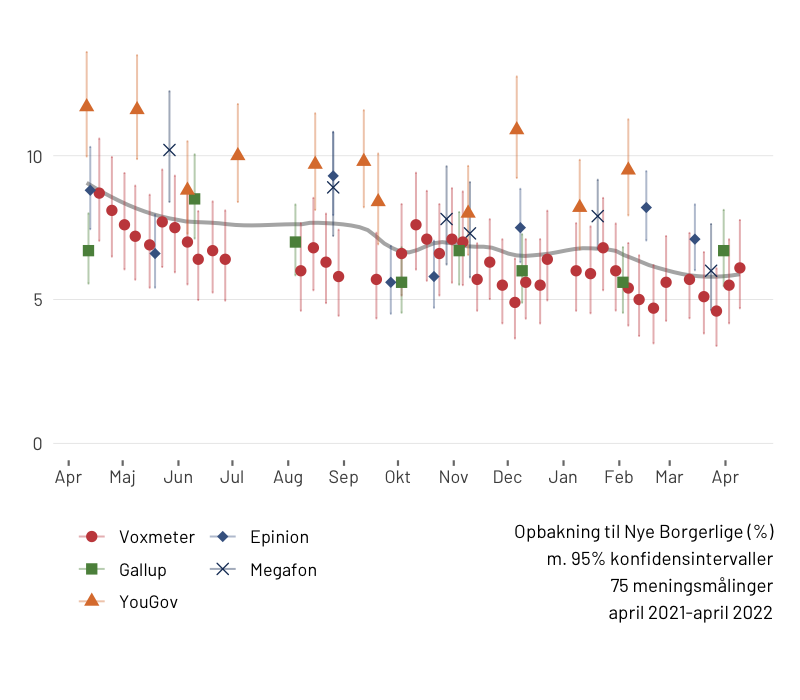 10
5
0
Apr Maj Jun Jul Aug Sep Okt Nov Dec Jan Feb Mar Apr
Voxmeter Epinion
Gallup Megafon
YouGov
Opbakning til Nye Borgerlige (%)
m. 95% konfidensintervaller
75 meningsmålinger
april 2021-april 2022